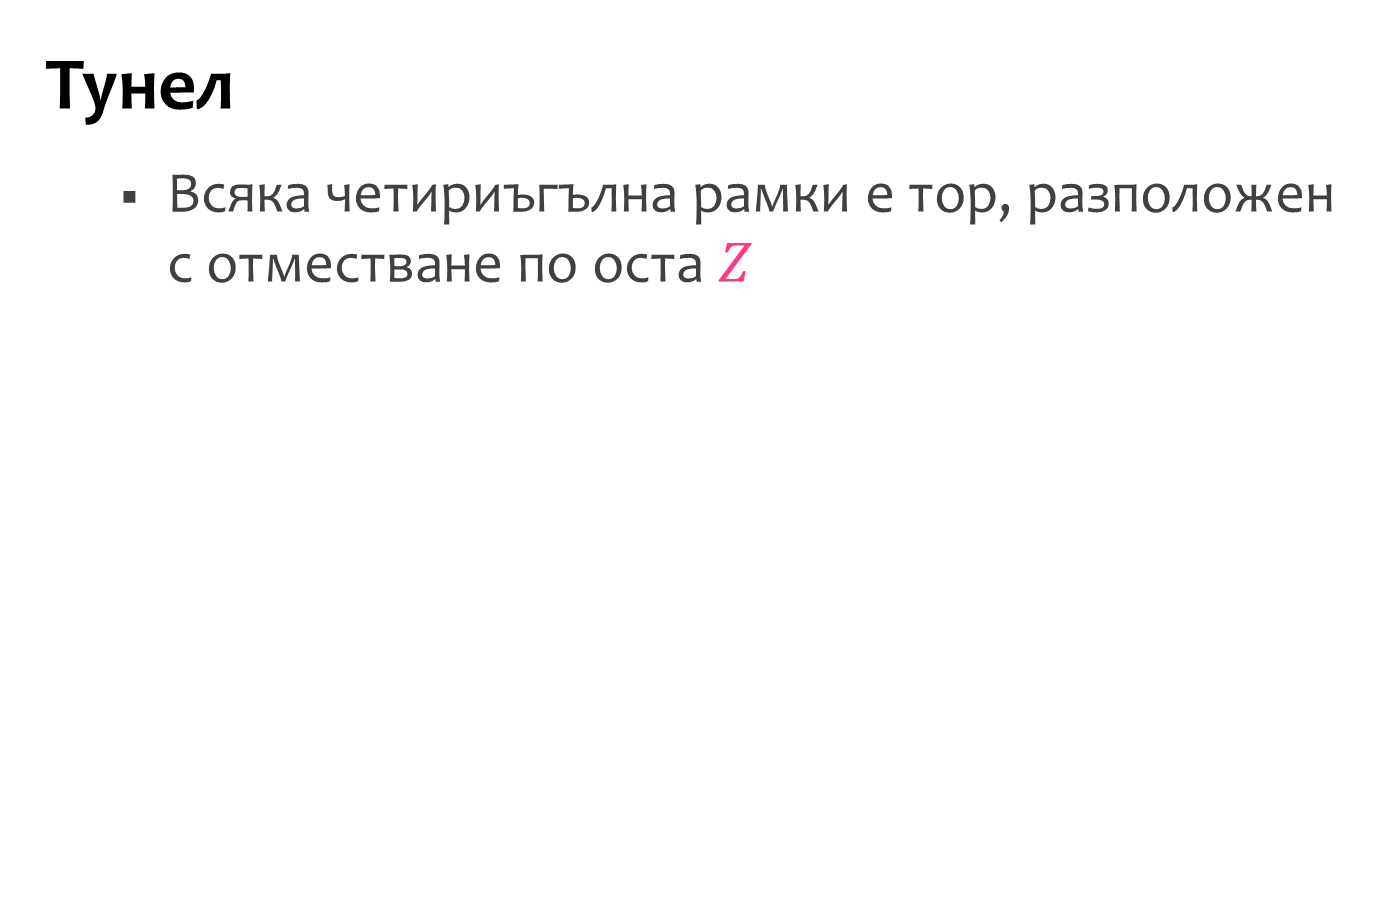 Тунел
▪ Всяка четириъгълна рамки е тор, разположен
с отместване по оста Z